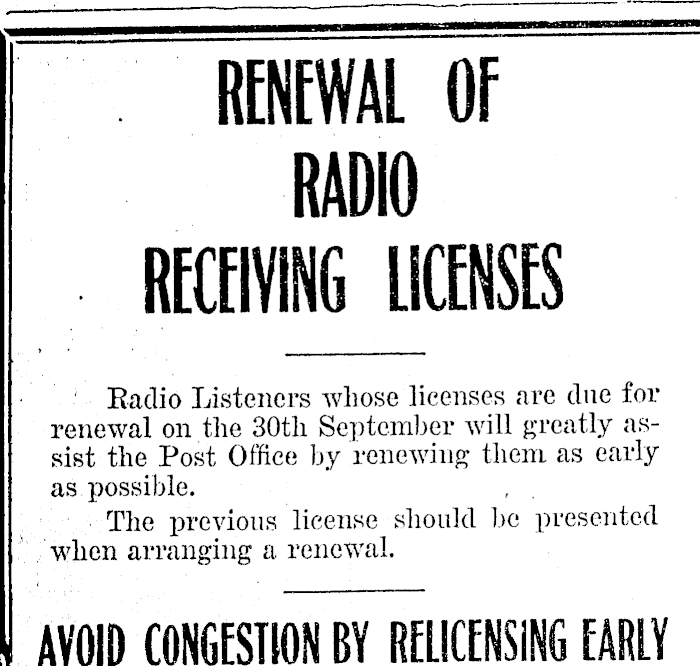 RENEWAL OF
RADIO
RECEIVING LICENSES
Radio Listeners whose licenses are due for
renewal on the 30th September will greatly as-
sist the Post Office by renewing them as early
as possible.
The previous license should be presented
when arranging a renewal.
AVOID CONGESTION BY RELICENSING EARLY